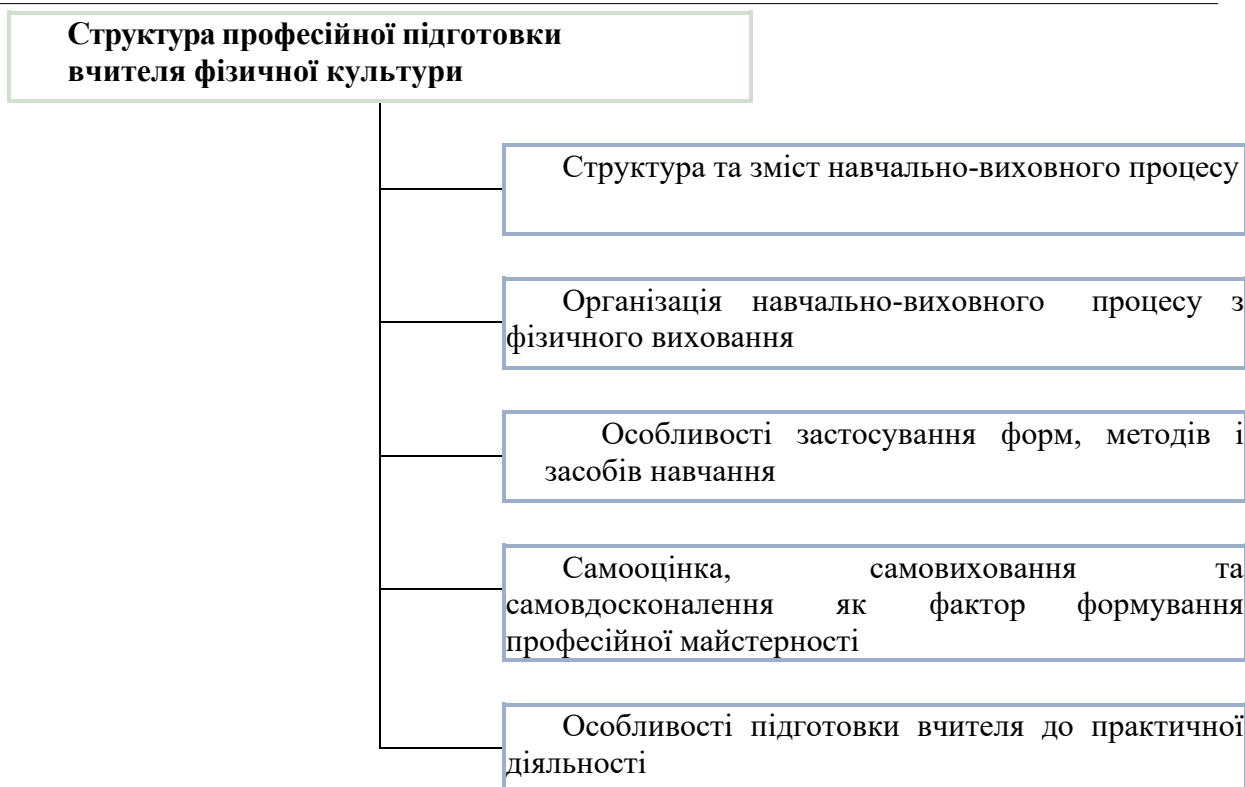 Структура професійної підготовки
вчителя фізичної культури
Структура та зміст навчально-виховного процесу
Організація навчально-виховного процесу з
фізичного виховання
Особливості застосування форм, методів і
засобів навчання
Самооцінка, самовиховання та
самовдосконалення як фактор формування
професійної майстерності
Особливості підготовки вчителя до практичної
діяльності